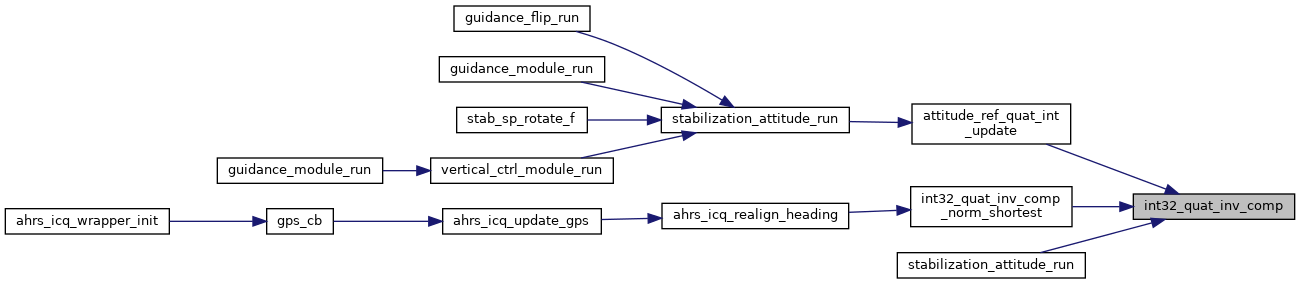 guidance_flip_run
guidance_module_run
stab_sp_rotate_f
stabilization_attitude_run
attitude_ref_quat_int
_update
guidance_module_run
vertical_ctrl_module_run
ahrs_icq_wrapper_init
gps_cb
ahrs_icq_update_gps
ahrs_icq_realign_heading
int32_quat_inv_comp
_norm_shortest
int32_quat_inv_comp
stabilization_attitude_run